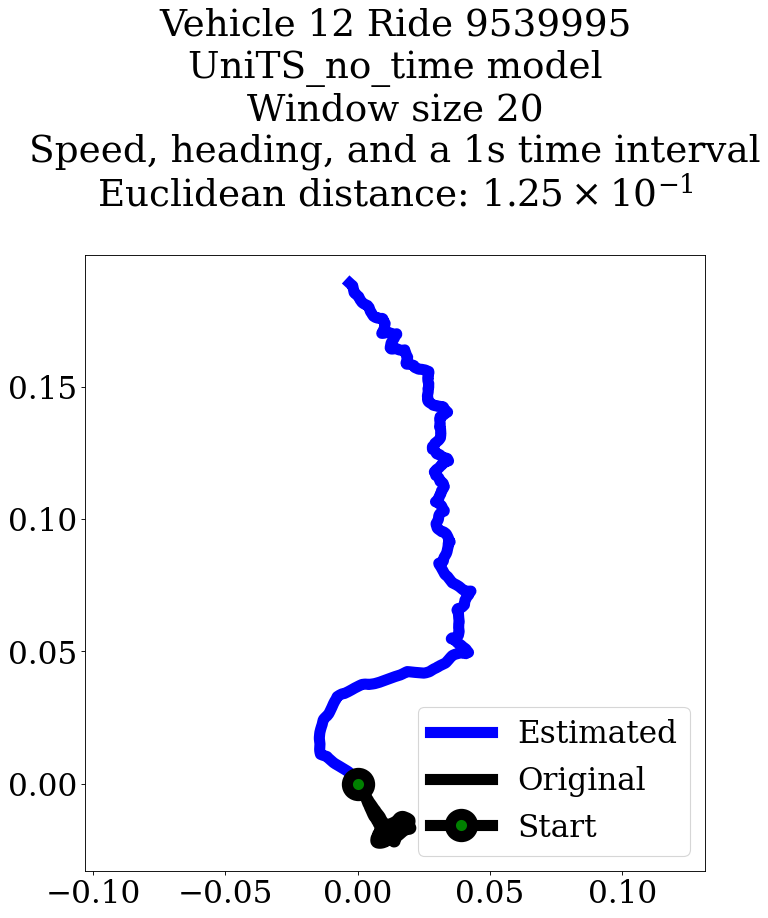 Vehicle 12 Ride 9539995
UniTS_no_time model
Window size 20
Speed, heading, and a 1s time interval
Euclidean distance: 1.25 × 10⁻¹
0.15
0.10
0.05
0.00
Estimated
Original
Start
−0.10 −0.05 0.00 0.05 0.10